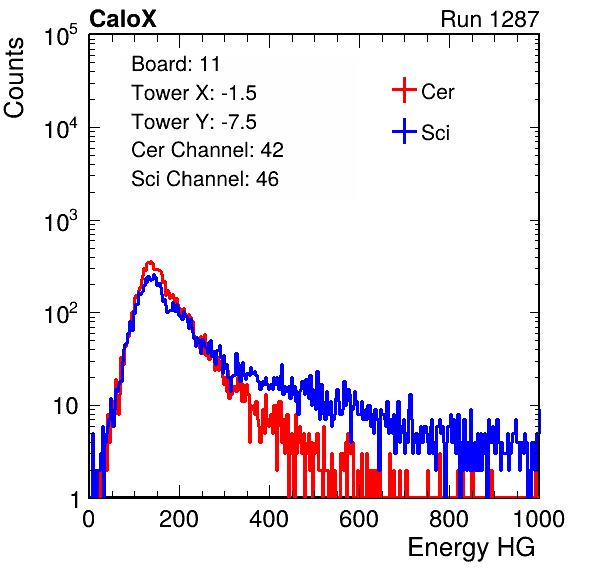 CaloX Run 1287
Counts
10^5
10^4
10^3
10^2
10
1
Board: 11
Tower X: -1.5
Tower Y: -7.5
Cer Channel: 42
Sci Channel: 46
Cer
Sci
0 200 400 600 800 1000
Energy HG